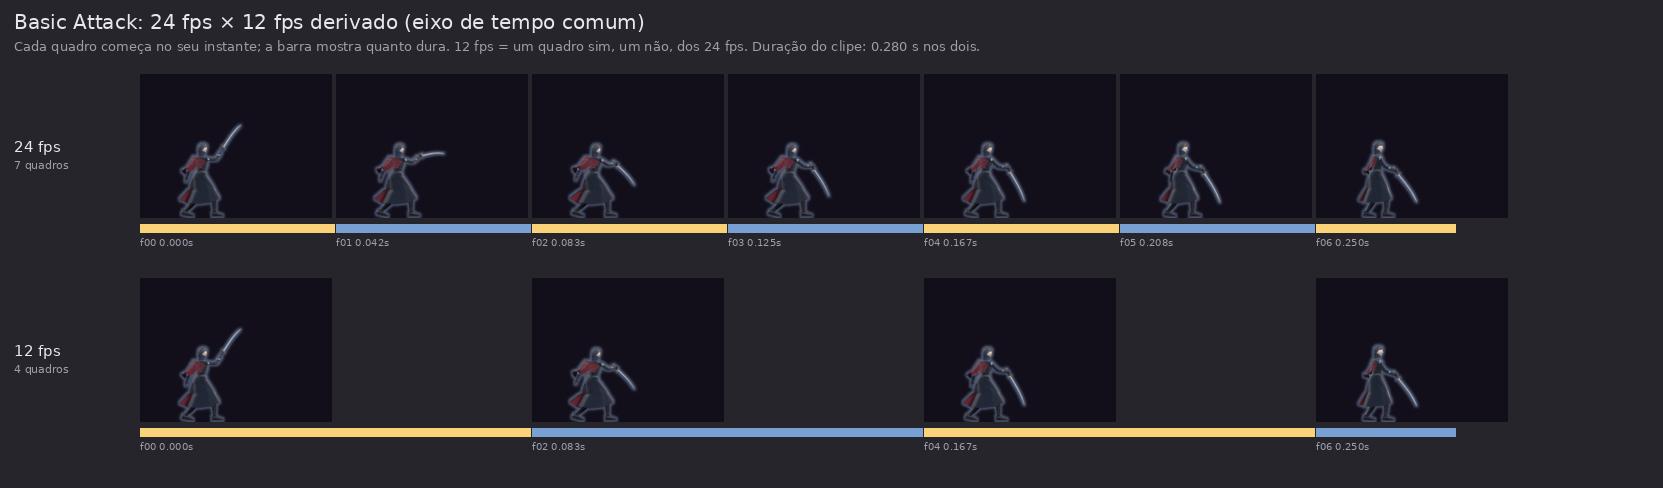 Basic Attack: 24 fps × 12 fps derivado (eixo de tempo comum)
Cada quadro começa no seu instante; a barra mostra quanto dura. 12 fps = um quadro sim, um não, dos 24 fps. Duração do clipe: 0.280 s nos dois.
24 fps
7 quadros
f00 0.000s
f01 0.042s
f02 0.083s
f03 0.125s
f04 0.167s
f05 0.208s
f06 0.250s
12 fps
4 quadros
f00 0.000s
f02 0.083s
f04 0.167s
f06 0.250s